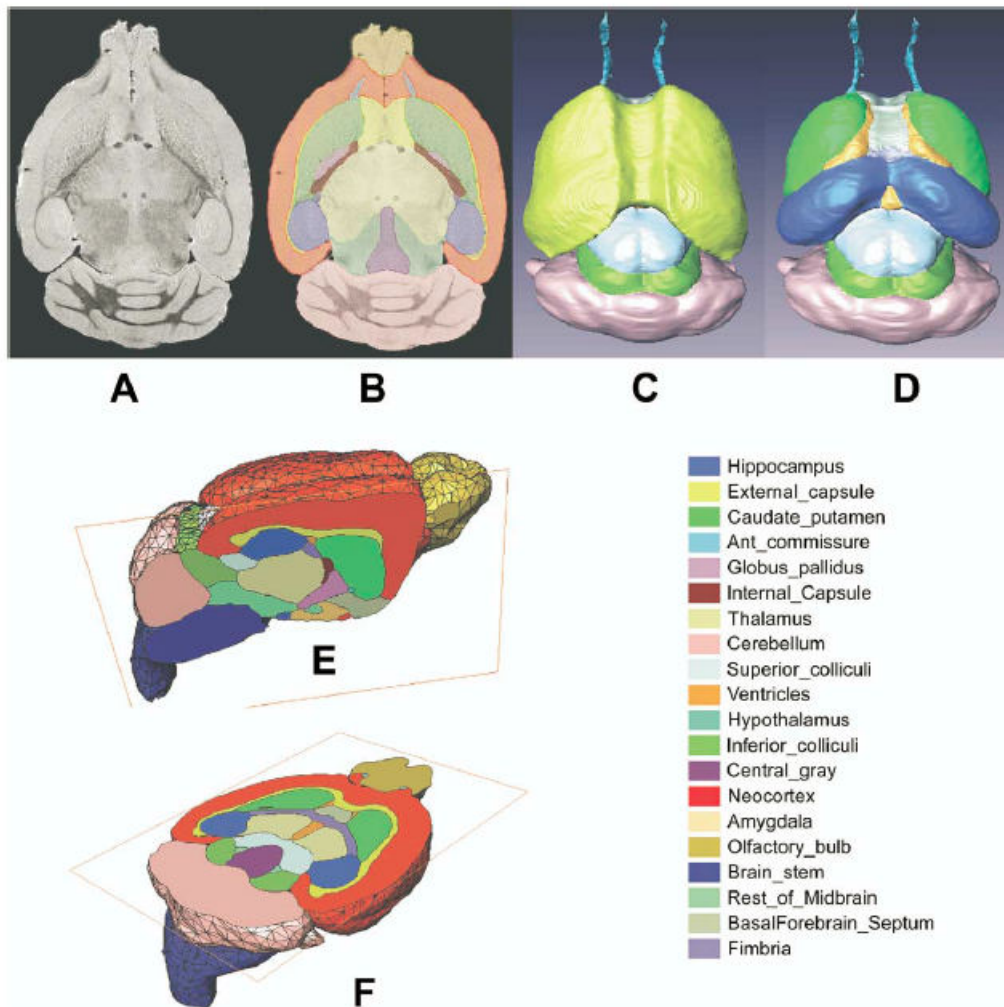 A B C D
E
F
Hippocampus
External_capsule
Caudate_putamen
Ant_commissure
Globus_pallidus
Internal_Capsule
Thalamus
Cerebellum
Superior_colliculi
Ventricles
Hypothalamus
Inferior_colliculi
Central_gray
Neocortex
Amygdala
Olfactory_bulb
Brain_stem
Rest_of_Midbrain
BasalForebrain_Septum
Fimbria